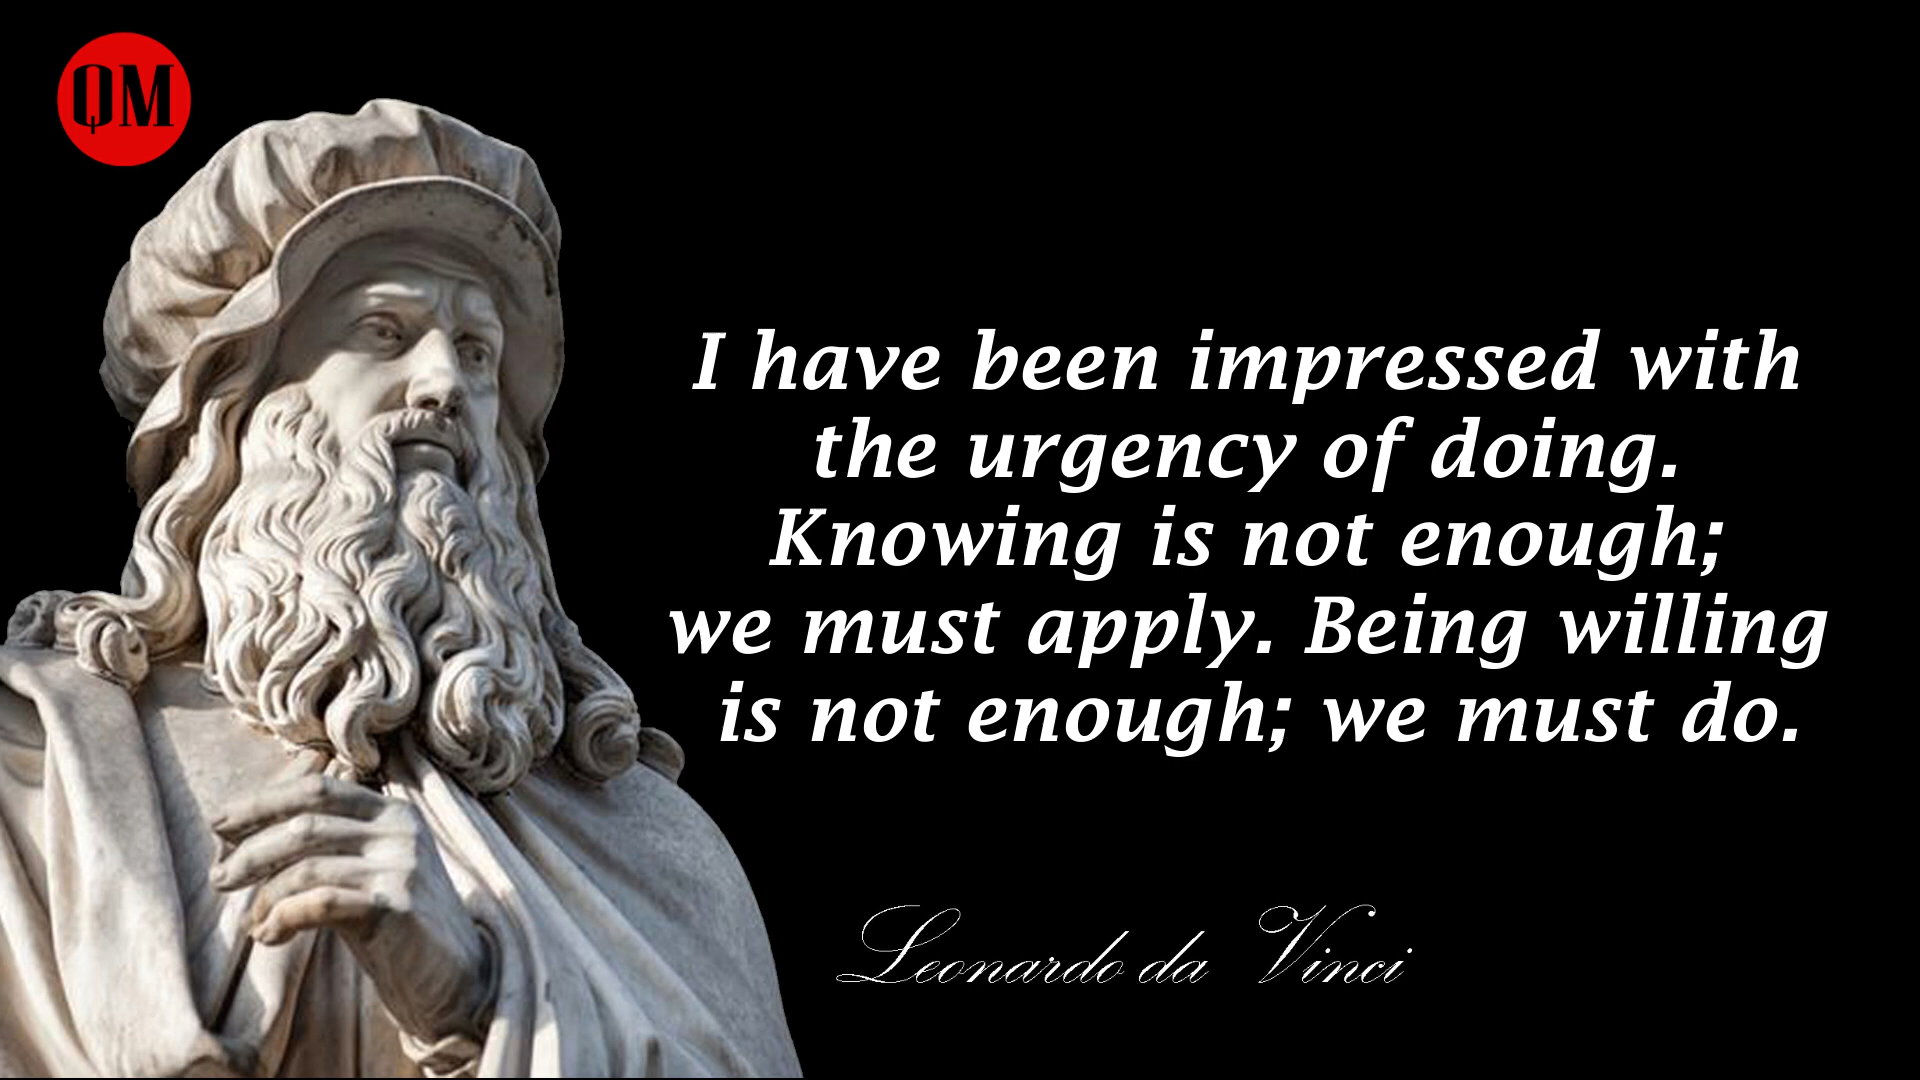 QM
I have been impressed with
the urgency of doing.
Knowing is not enough;
we must apply. Being willing
is not enough; we must do.
Leonardo da Vinci